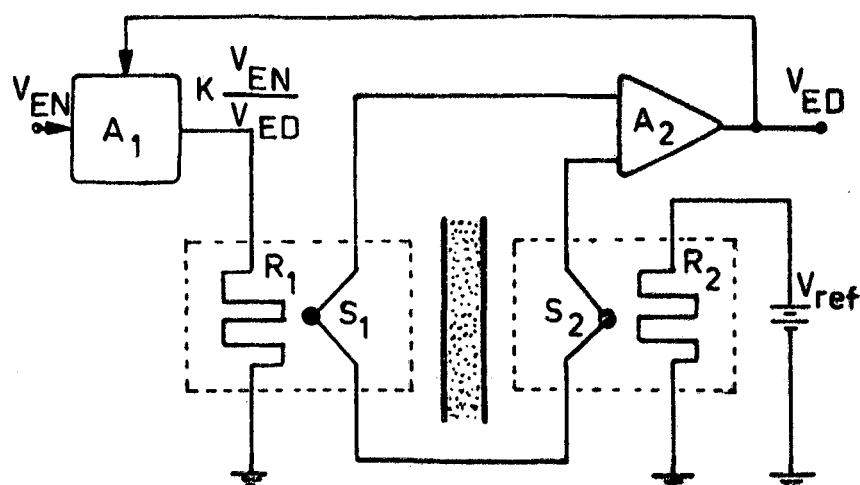 V_EN
A_1
K V_EN / V_ED
A_2
V_ED
R_1
S_1
S_2
R_2
V_ref